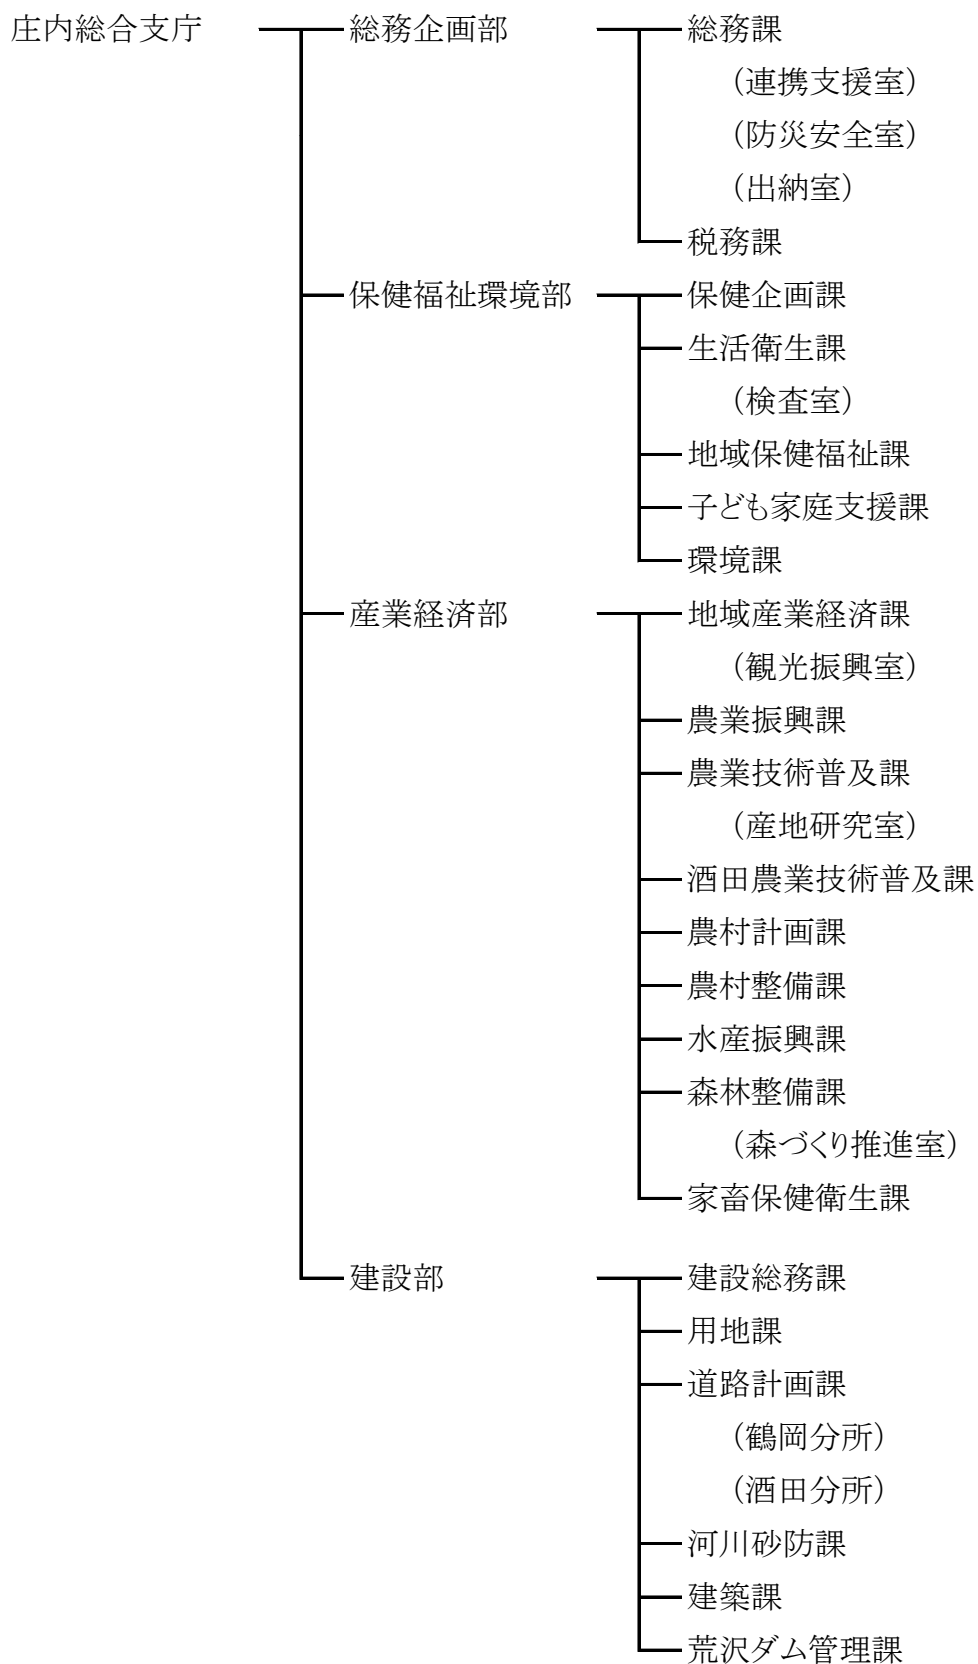 庄内総合支庁 総務企画部 総務課
（連携支援室）
（防災安全室）
（出納室）
税務課
保健福祉環境部 保健企画課
生活衛生課
（検査室）
地域保健福祉課
子ども家庭支援課
環境課
産業経済部 地域産業経済課
（観光振興室）
農業振興課
農業技術普及課
（産地研究室）
酒田農業技術普及課
農村計画課
農村整備課
水産振興課
森林整備課
（森づくり推進室）
家畜保健衛生課
建設部 建設総務課
用地課
道路計画課
（鶴岡分所）
（酒田分所）
河川砂防課
建築課
荒沢ダム管理課